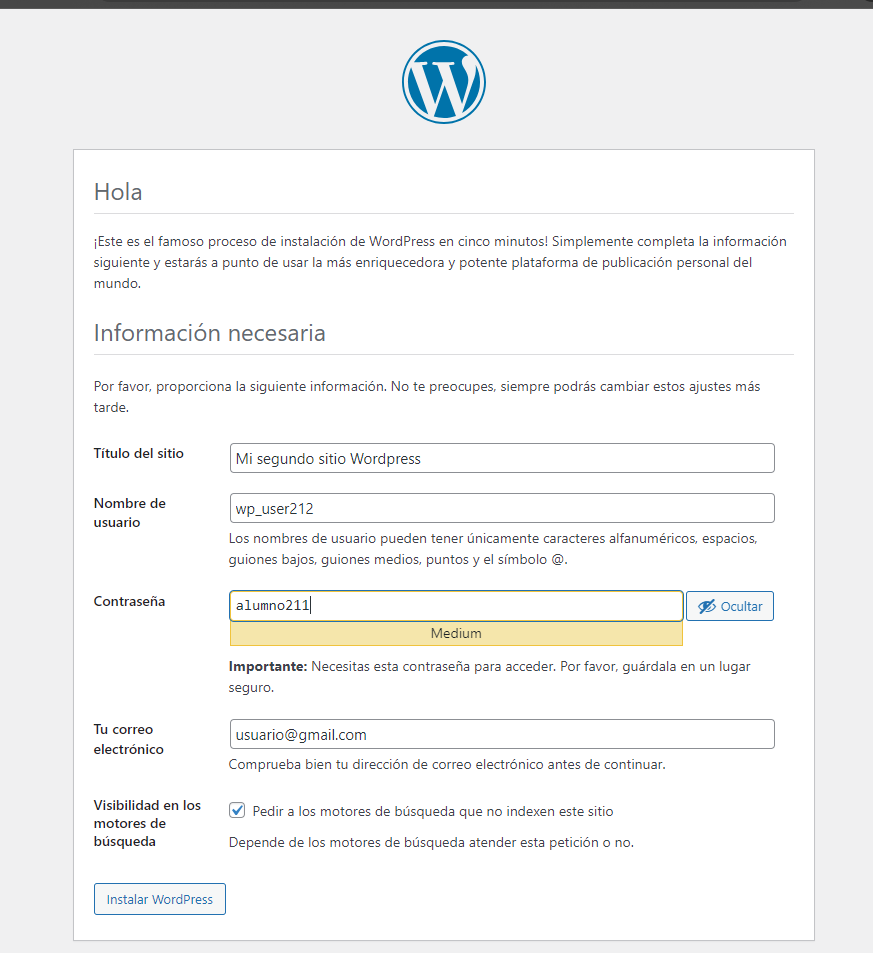 Hola
¡Este es el famoso proceso de instalación de WordPress en cinco minutos! Simplemente completa la información
siguiente y estarás a punto de usar la más enriquecedora y potente plataforma de publicación personal del
mundo.
Información necesaria
Por favor, proporciona la siguiente información. No te preocupes, siempre podrás cambiar estos ajustes más
tarde.
Título del sitio
Mi segundo sitio Wordpress
Nombre de
usuario
wp_user212
Los nombres de usuario pueden tener únicamente caracteres alfanuméricos, espacios,
guiones bajos, guiones medios, puntos y el símbolo @.
Contraseña
alumno211
Ocultar
Medium
Importante: Necesitas esta contraseña para acceder. Por favor, guárdala en un lugar
seguro.
Tu correo
electrónico
usuario@gmail.com
Comprueba bien tu dirección de correo electrónico antes de continuar.
Visibilidad en los
motores de
búsqueda
Pedir a los motores de búsqueda que no indexen este sitio
Depende de los motores de búsqueda atender esta petición o no.
Instalar WordPress